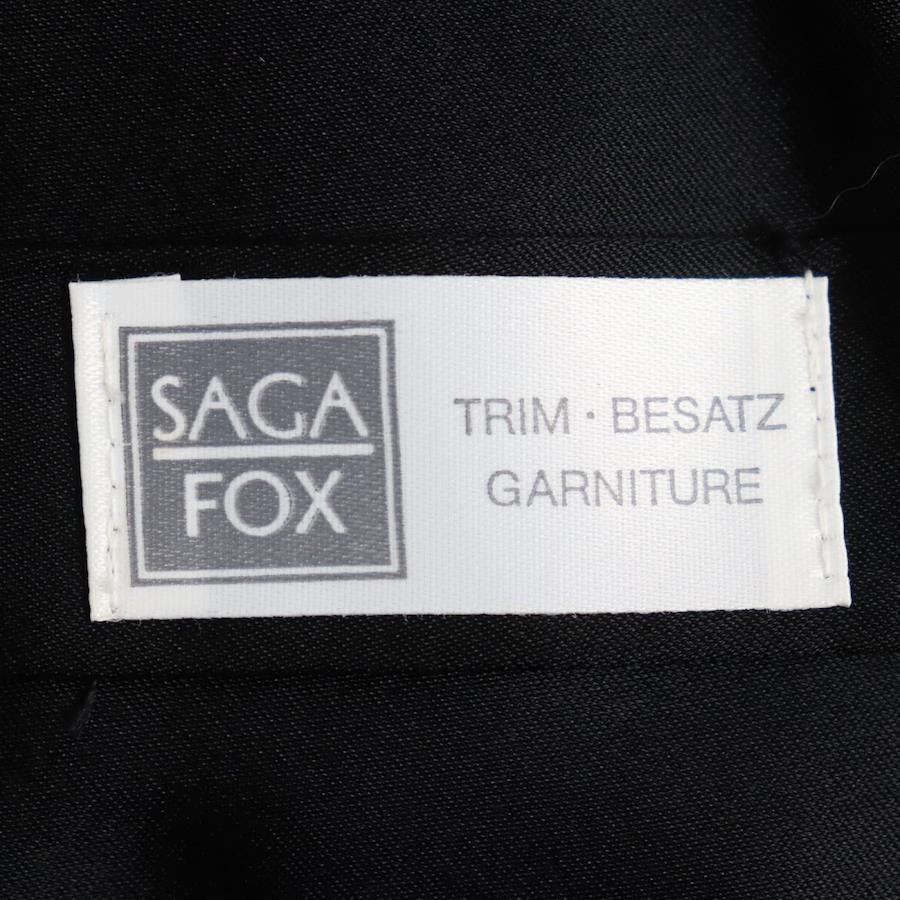 SAGA
FOX
TRIM · BESATZ
GARNITURE